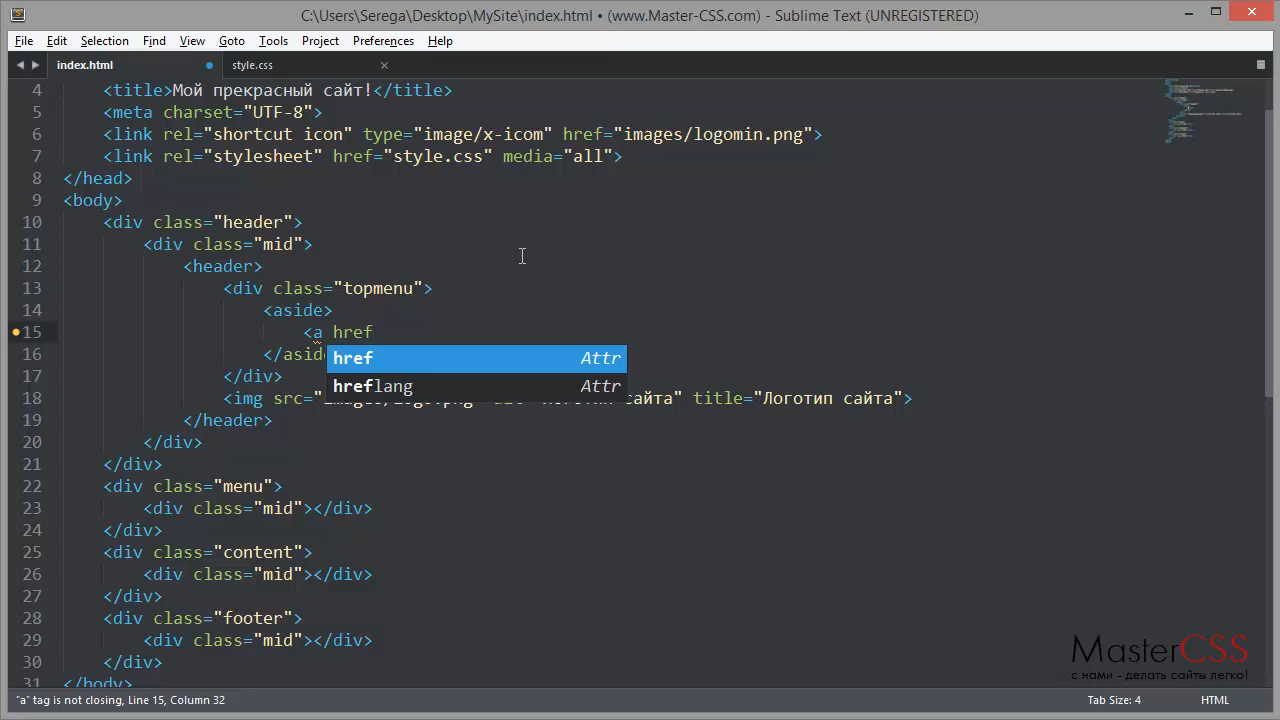 C:\Users\Serega\Desktop\MySite\index.html • (www.Master-CSS.com) - Sublime Text (UNREGISTERED)
File Edit Selection Find View Goto Tools Project Preferences Help
index.html style.css
4 <title>Мой прекрасный сайт!</title>
5 <meta charset="UTF-8">
6 <link rel="shortcut icon" type="image/x-icom" href="images/logomin.png">
7 <link rel="stylesheet" href="style.css" media="all">
8 </head>
9 <body>
10 <div class="header">
11 <div class="mid">
12 <header>
13 <div class="topmenu">
14 <aside>
15 <a href
href Attr
hreflang Attr
16 </aside
17 </div>
18 <img src=" сайта" title="Логотип сайта">
19 </header>
20 </div>
21 </div>
22 <div class="menu">
23 <div class="mid"></div>
24 </div>
25 <div class="content">
26 <div class="mid"></div>
27 </div>
28 <div class="footer">
29 <div class="mid"></div>
30 </div>
31 </body>
MasterCSS
с нами - делать сайты легко!
"a" tag is not closing, Line 15, Column 32 Tab Size: 4 HTML